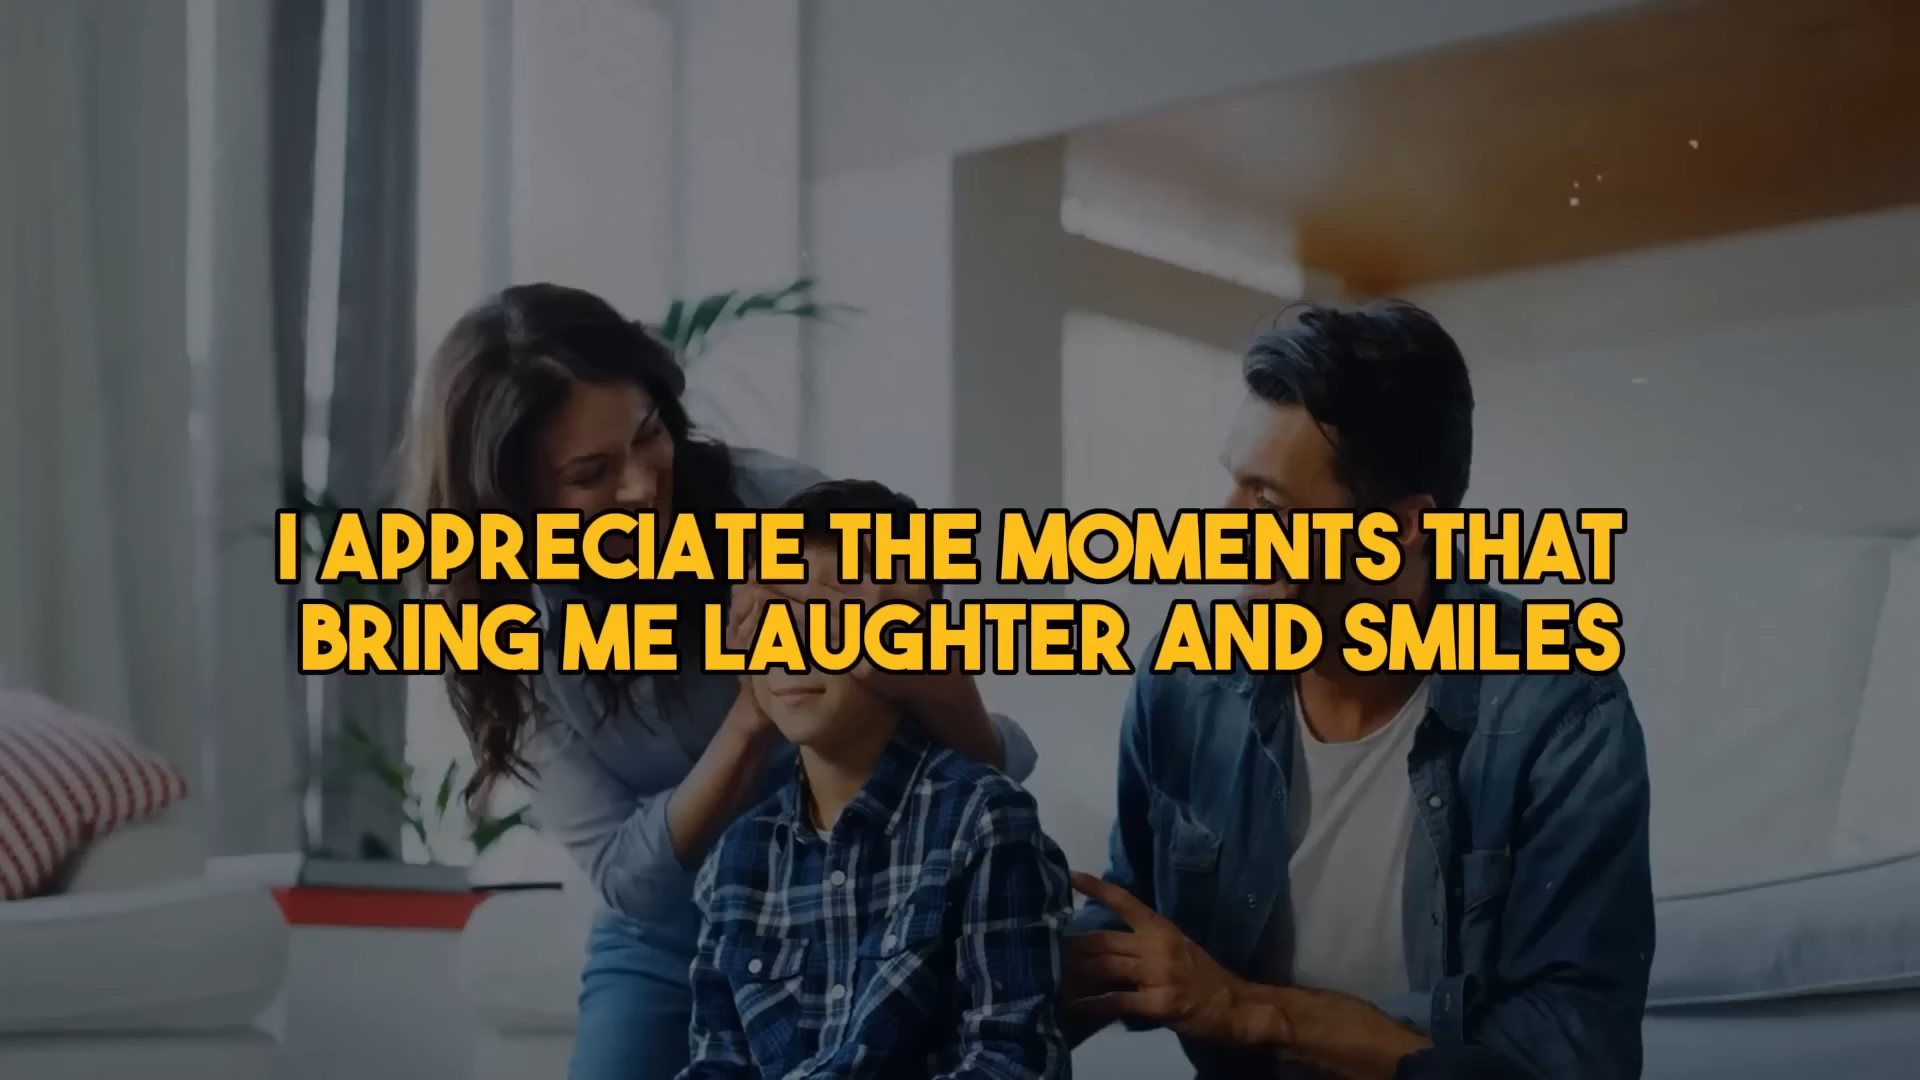 I APPRECIATE THE MOMENTS THAT
BRING ME LAUGHTER AND SMILES